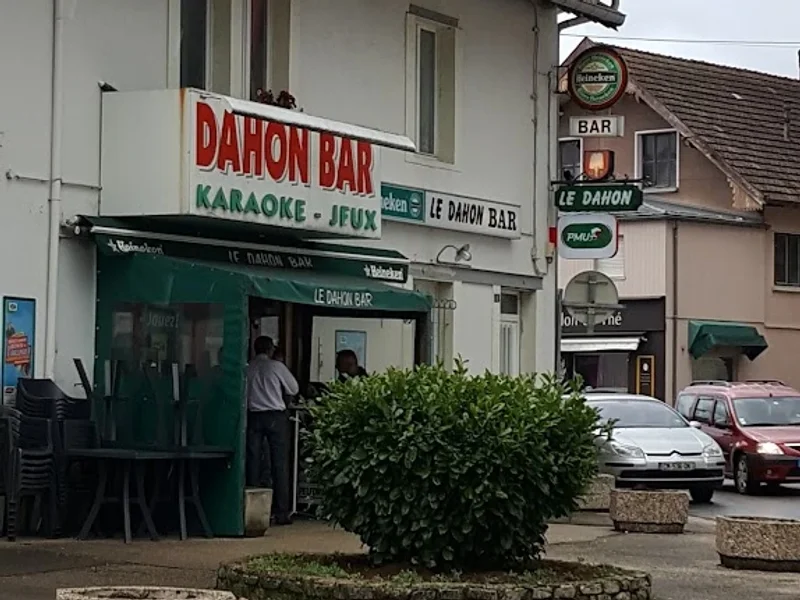 DAHON BAR
KARAOKE - JEUX
Heineken
BAR
LE DAHON
PMU
Heineken
LE DAHON BAR
Heineken
LE DAHON BAR
Heineken
LE DAHON BAR
Jouez!